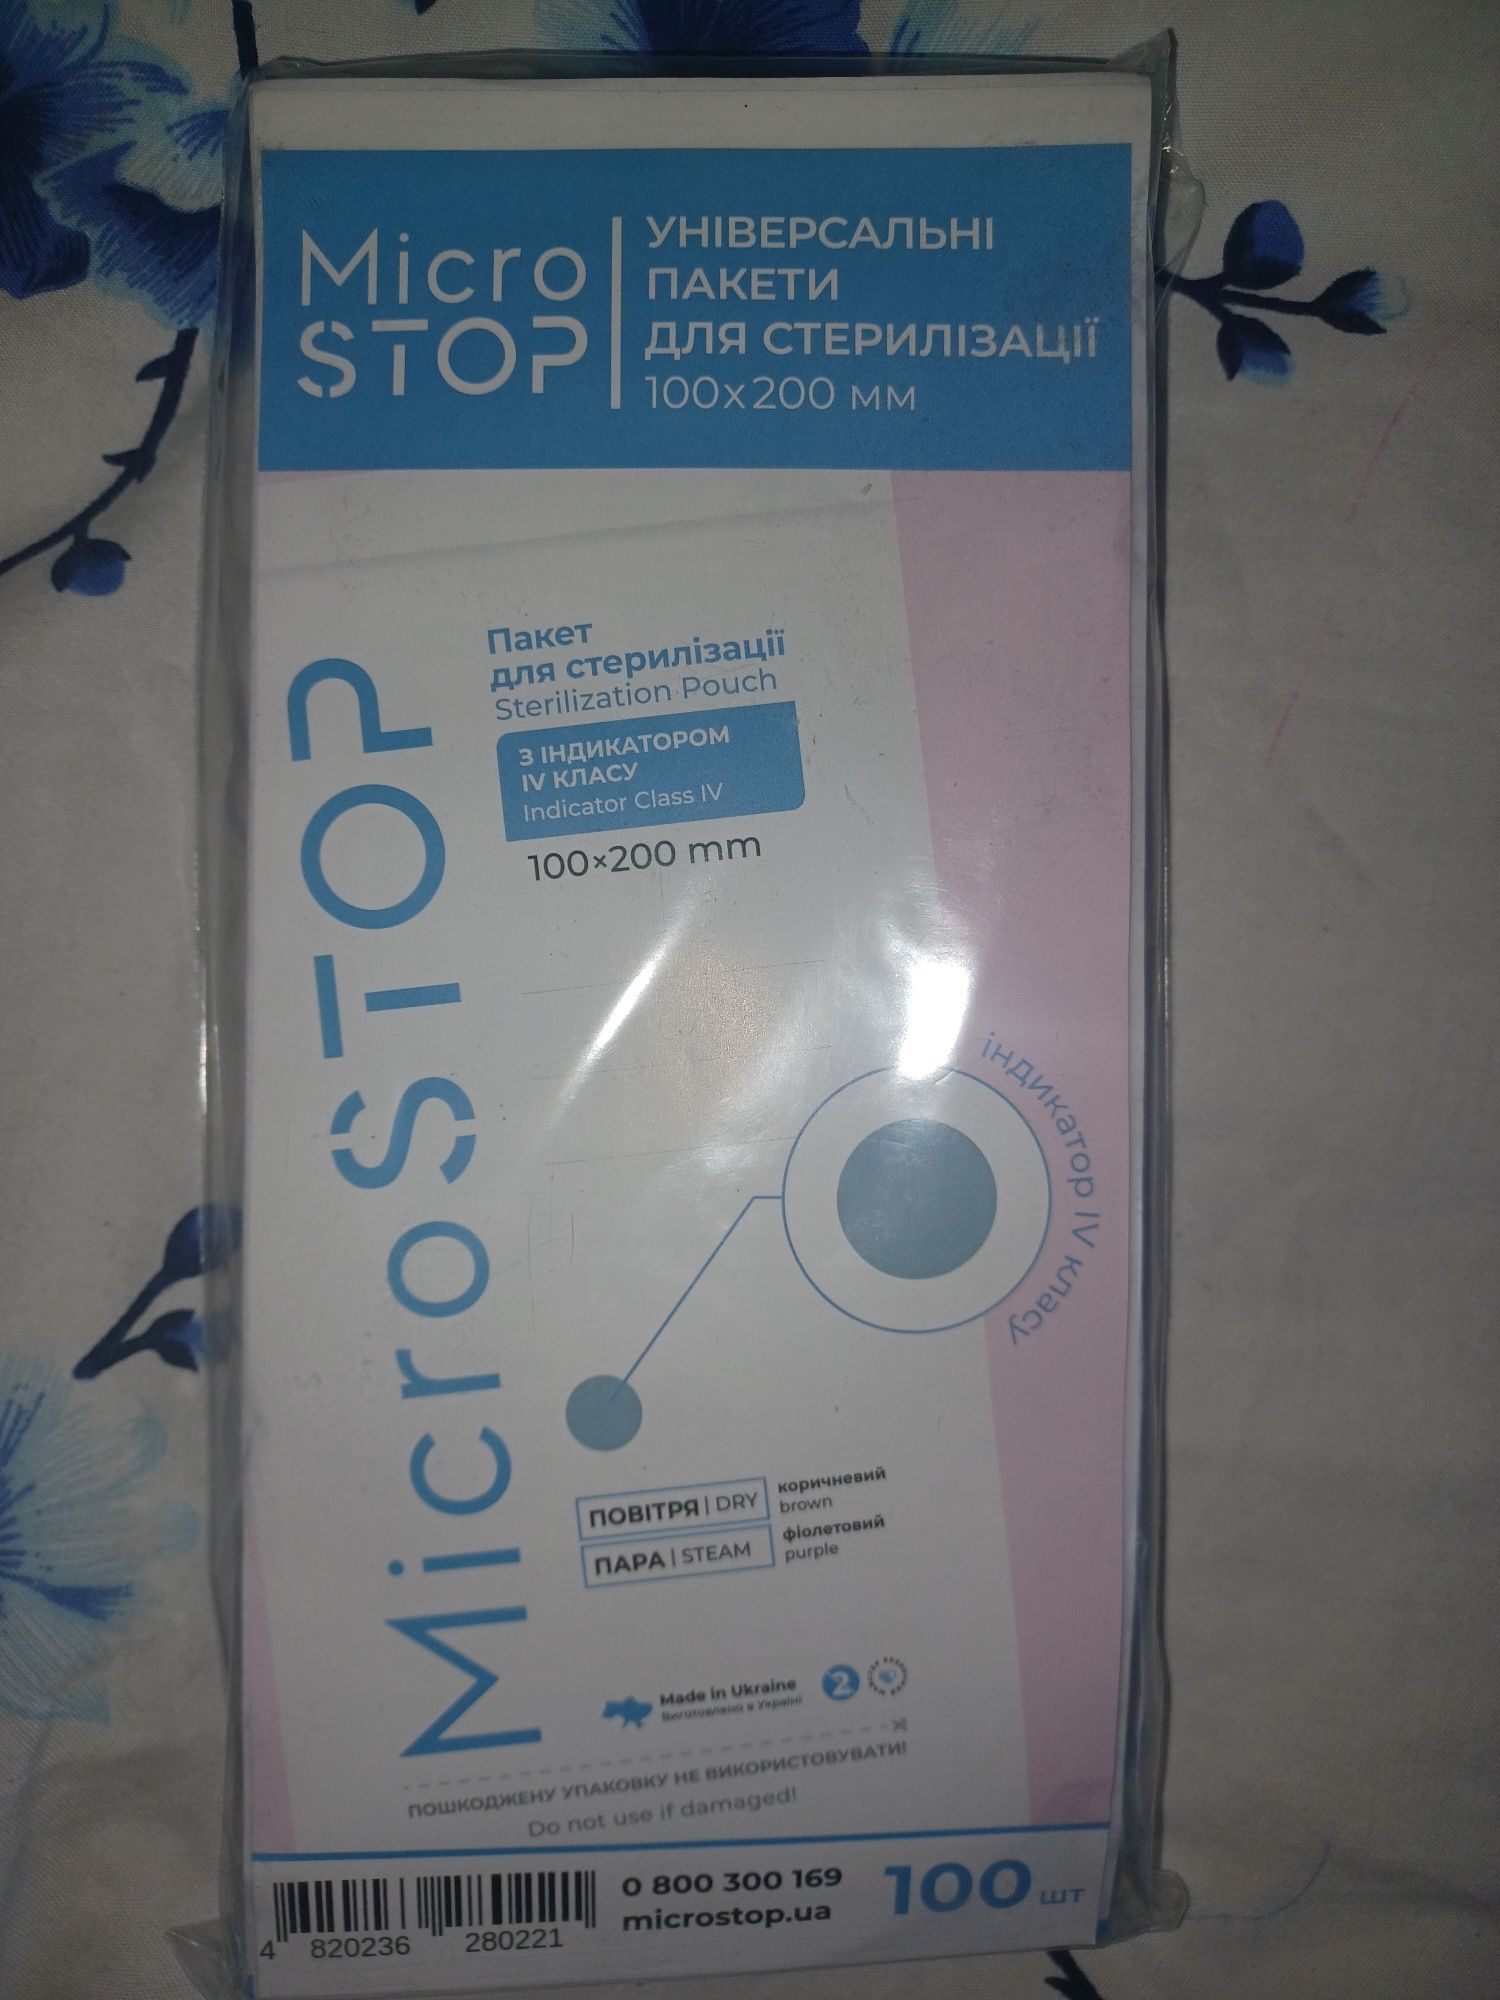 Micro
STOP
УНІВЕРСАЛЬНІ
ПАКЕТИ
ДЛЯ СТЕРИЛІЗАЦІЇ
100x200 мм
MicroSTOP
Пакет
для стерилізації
Sterilization Pouch
З ІНДИКАТОРОМ
IV КЛАСУ
Indicator Class IV
100×200 mm
індикатор IV класу
ПОВІТРЯ | DRY
коричневий
brown
ПАРА | STEAM
фіолетовий
purple
Made in Ukraine
Виготовлено в Україні
2
ПОШКОДЖЕНУ УПАКОВКУ НЕ ВИКОРИСТОВУВАТИ!
Do not use if damaged!
4 820236 280221
0 800 300 169
microstop.ua
100 шт